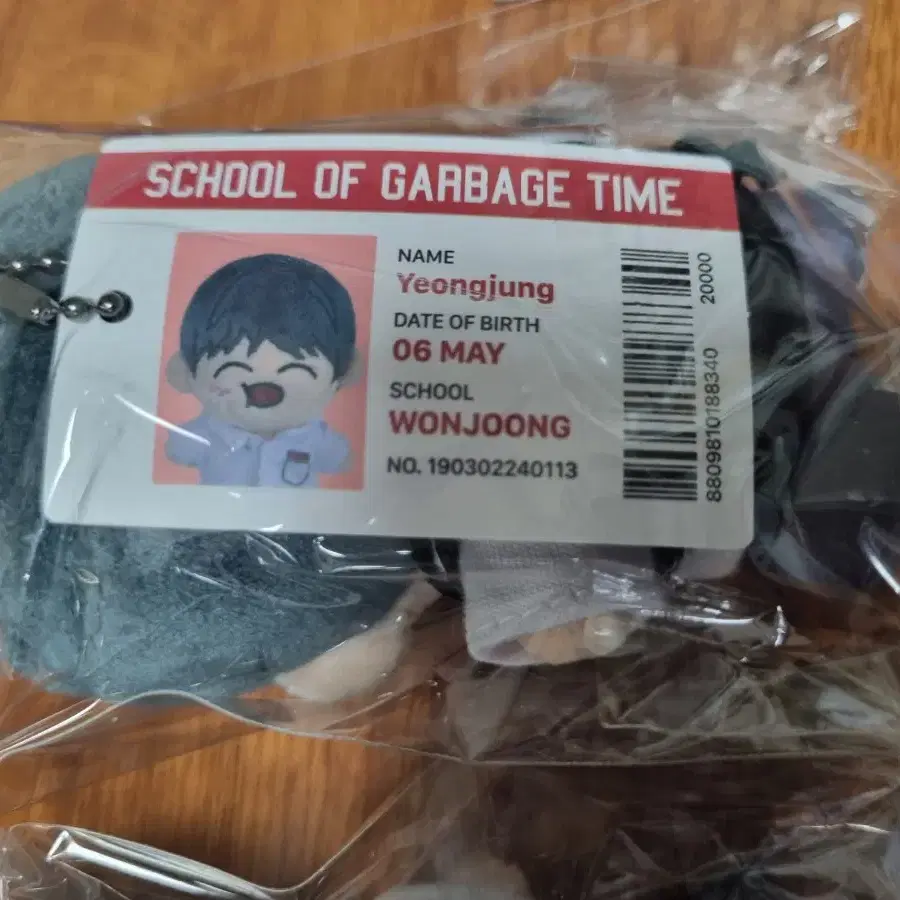 SCHOOL OF GARBAGE TIME
NAME
Yeongjung
DATE OF BIRTH
06 MAY
SCHOOL
WONJOONG
NO. 190302240113
20000
8809810188340